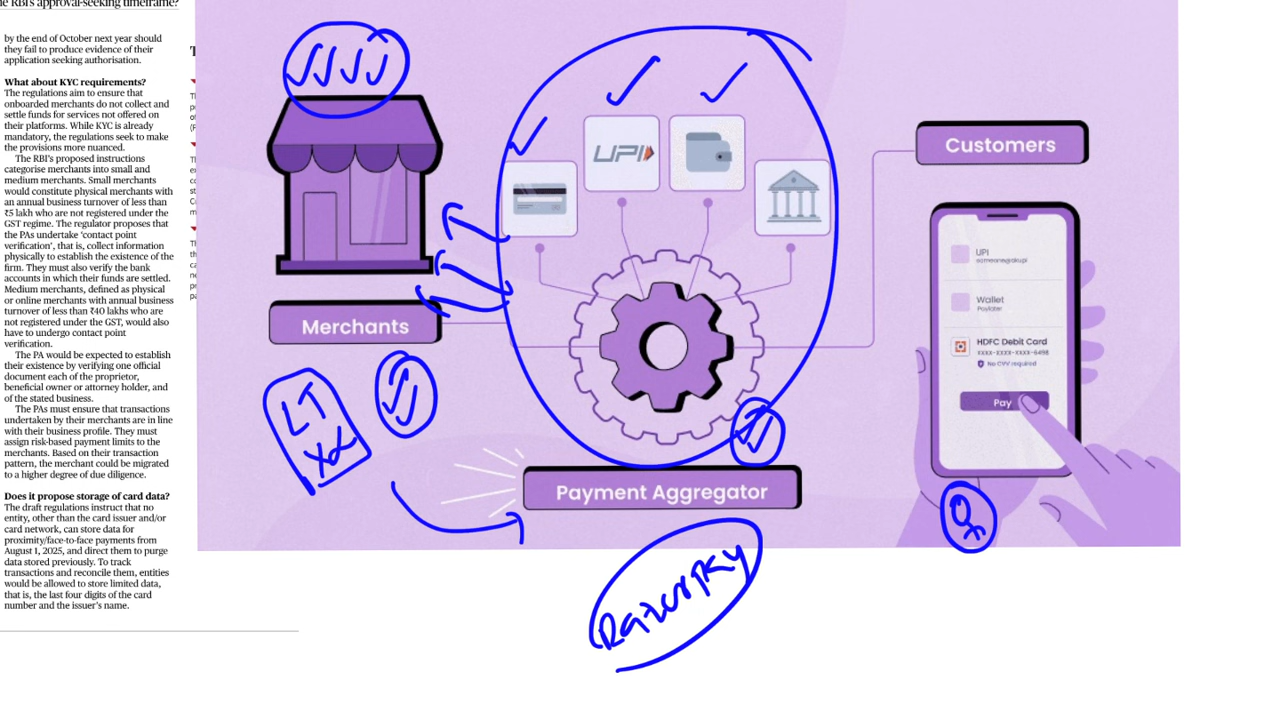 he RBI's approval-seeking timeframe?
by the end of October next year should
they fail to produce evidence of their
application seeking authorisation.
What about KYC requirements?
The regulations aim to ensure that
onboarded merchants do not collect and
settle funds for services not offered on
their platforms. While KYC is already
mandatory, the regulations seek to make
the provisions more nuanced.
The RBI's proposed instructions
categorise merchants into small and
medium merchants. Small merchants
would constitute physical merchants with
an annual business turnover of less than
₹5 lakh who are not registered under the
GST regime. The regulator proposes that
the PAs undertake 'contact point
verification', that is, collect information
physically to establish the existence of the
firm. They must also verify the bank
accounts in which their funds are settled.
Medium merchants, defined as physical
or online merchants with annual business
turnover of less than ₹40 lakhs who are
not registered under the GST, would also
have to undergo contact point
verification.
The PA would be expected to establish
their existence by verifying one official
document each of the proprietor,
beneficial owner or attorney holder, and
of the stated business.
The PAs must ensure that transactions
undertaken by their merchants are in line
with their business profile. They must
assign risk-based payment limits to the
merchants. Based on their transaction
pattern, the merchant could be migrated
to a higher degree of due diligence.
Does it propose storage of card data?
The draft regulations instruct that no
entity, other than the card issuer and/or
card network, can store data for
proximity/face-to-face payments from
August 1, 2025, and direct them to purge
data stored previously. To track
transactions and reconcile them, entities
would be allowed to store limited data,
that is, the last four digits of the card
number and the issuer's name.
UPI
Merchants
LT
Payment Aggregator
Customers
UPI
Wallet
Paylater
HDFC Debit Card
xxxx-xxxx-xxxx-6498
No CVV required
Pay